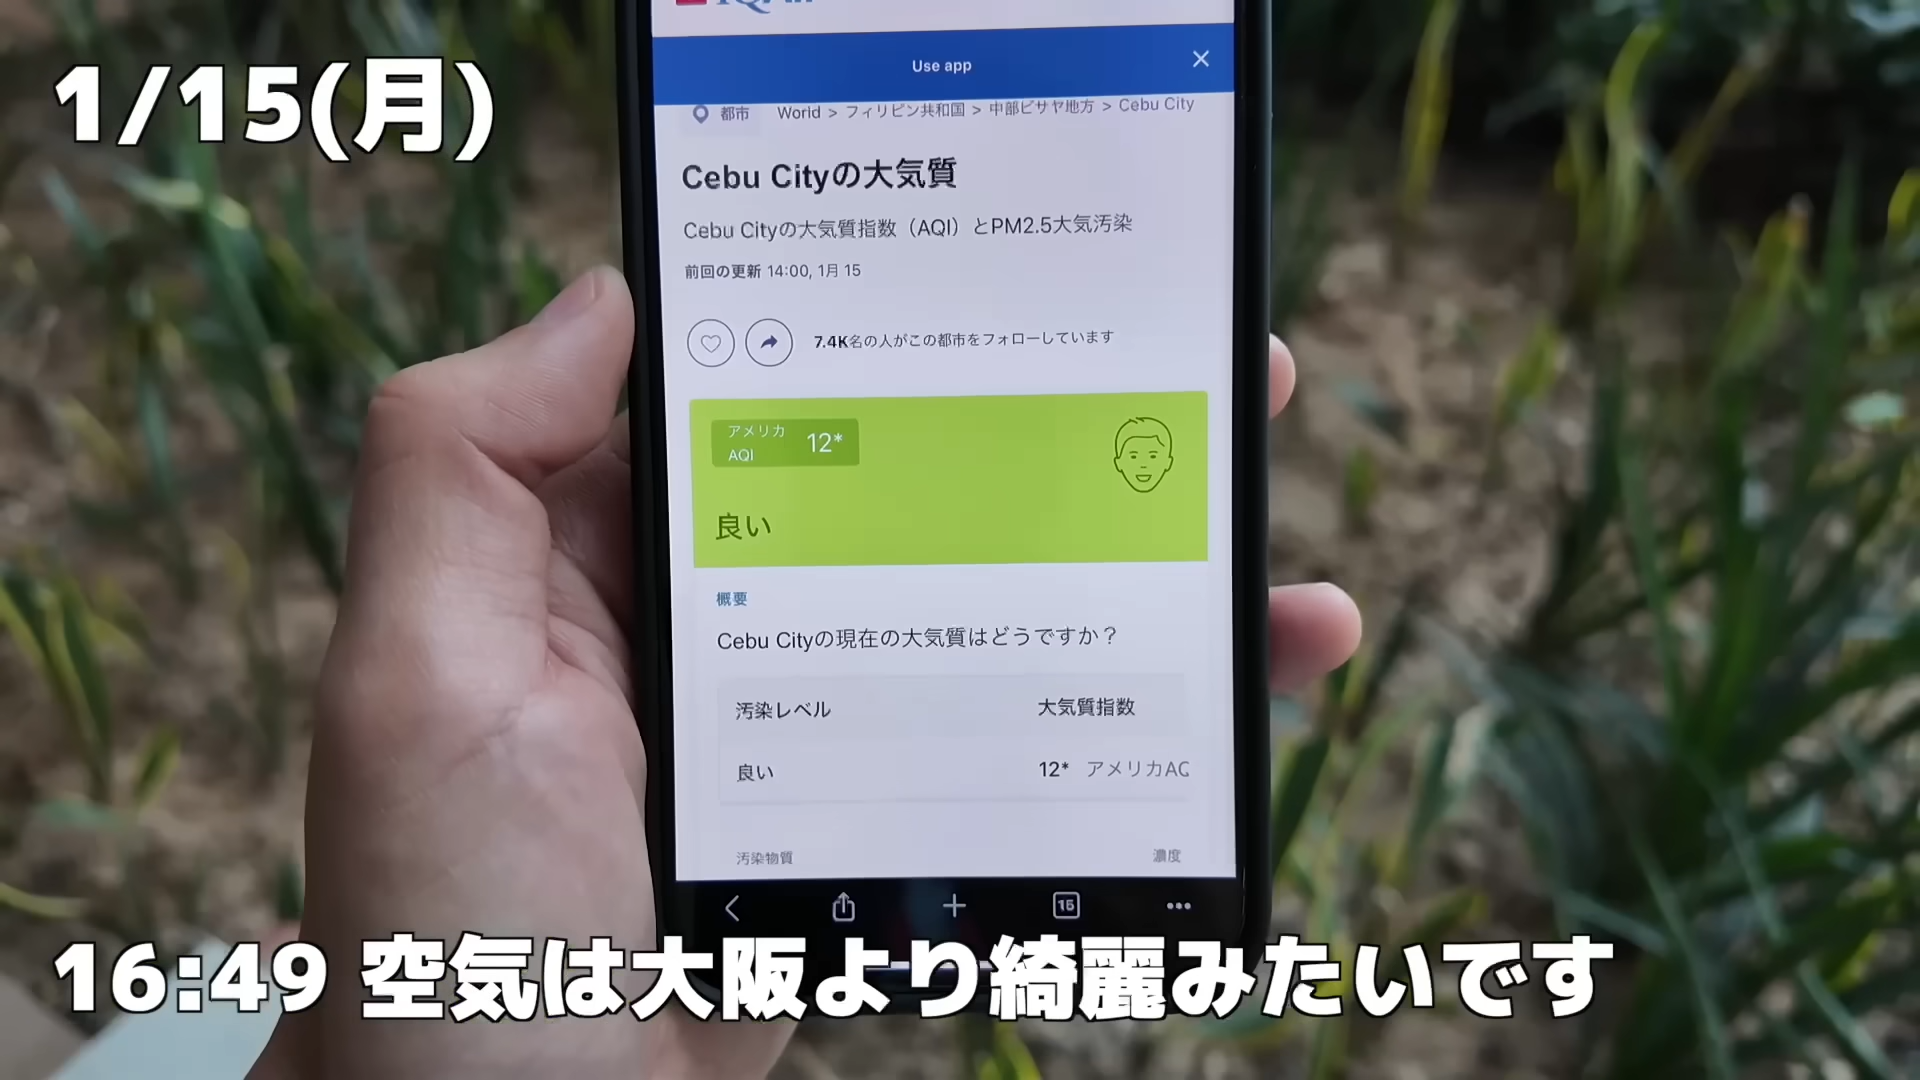 1/15(月)
Use app
都市 World > フィリピン共和国 > 中部ビサヤ地方 > Cebu City
Cebu Cityの大気質
Cebu Cityの大気質指数（AQI）とPM2.5大気汚染
前回の更新 14:00, 1月 15
7.4K名の人がこの都市をフォローしています
アメリカ
AQI
12*
良い
概要
Cebu Cityの現在の大気質はどうですか？
汚染レベル 大気質指数
良い 12* アメリカAC
汚染物質 濃度
15
16:49 空気は大阪より綺麗みたいです